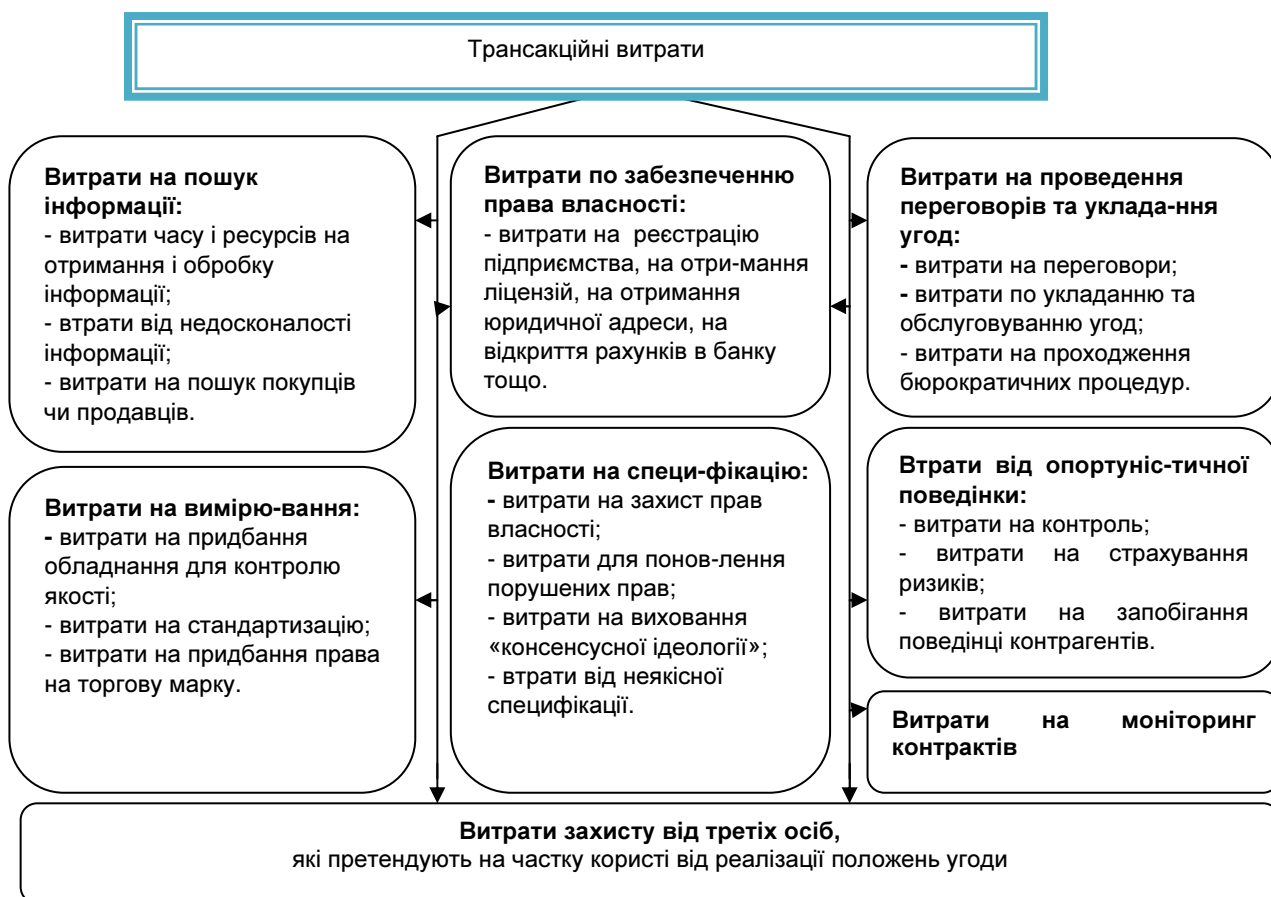 Трансакційні витрати
Витрати на пошук
інформації:
- витрати часу і ресурсів на
отримання і обробку
інформації;
- втрати від недосконалості
інформації;
- витрати на пошук покупців
чи продавців.
Витрати по забезпеченню
права власності:
- витрати на реєстрацію
підприємства, на отри-мання
ліцензій, на отримання
юридичної адреси, на
відкриття рахунків в банку
тощо.
Витрати на проведення
переговорів та уклада-ння
угод:
- витрати на переговори;
- витрати по укладанню та
обслуговуванню угод;
- витрати на проходження
бюрократичних процедур.
Витрати на вимірю-вання:
- витрати на придбання
обладнання для контролю
якості;
- витрати на стандартизацію;
- витрати на придбання права
на торгову марку.
Витрати на специ-фікацію:
- витрати на захист прав
власності;
- витрати для понов-лення
порушених прав;
- витрати на виховання
«консенсусної ідеології»;
- втрати від неякісної
специфікації.
Втрати від опортуніс-тичної
поведінки:
- витрати на контроль;
- витрати на страхування
ризиків;
- витрати на запобігання
поведінці контрагентів.
Витрати на моніторинг
контрактів
Витрати захисту від третіх осіб,
які претендують на частку користі від реалізації положень угоди